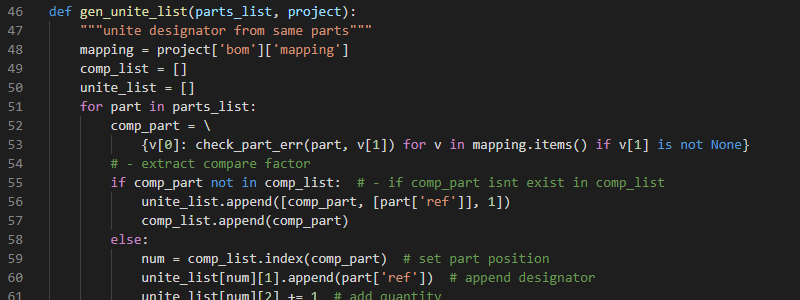 46 def gen_unite_list(parts_list, project):
47 """unite designator from same parts"""
48 mapping = project['bom']['mapping']
49 comp_list = []
50 unite_list = []
51 for part in parts_list:
52 comp_part = \
53 {v[0]: check_part_err(part, v[1]) for v in mapping.items() if v[1] is not None}
54 # - extract compare factor
55 if comp_part not in comp_list:  # - if comp_part isnt exist in comp_list
56 unite_list.append([comp_part, [part['ref']], 1])
57 comp_list.append(comp_part)
58 else:
59 num = comp_list.index(comp_part)  # set part position
60 unite_list[num][1].append(part['ref'])  # append designator
61 unite_list[num][2] += 1  # add quantity